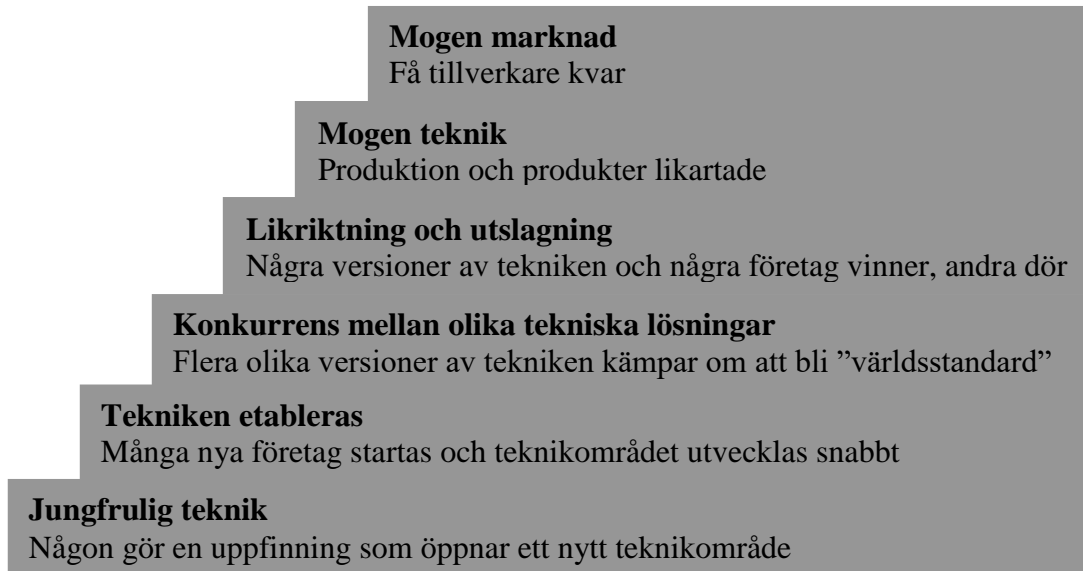 Mogen marknad
Få tillverkare kvar
Mogen teknik
Produktion och produkter likartade
Likriktning och utslagning
Några versioner av tekniken och några företag vinner, andra dör
Konkurrens mellan olika tekniska lösningar
Flera olika versioner av tekniken kämpar om att bli ”världsstandard”
Tekniken etableras
Många nya företag startas och teknikområdet utvecklas snabbt
Jungfrulig teknik
Någon gör en uppfinning som öppnar ett nytt teknikområde